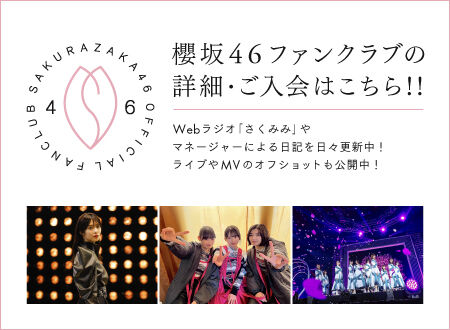 SAKURAZAKA46 OFFICIAL FANCLUB
4 6
櫻坂46ファンクラブの
詳細・ご入会はこちら!!
Webラジオ「さくみみ」や
マネージャーによる日記を日々更新中!
ライブやMVのオフショットも公開中!